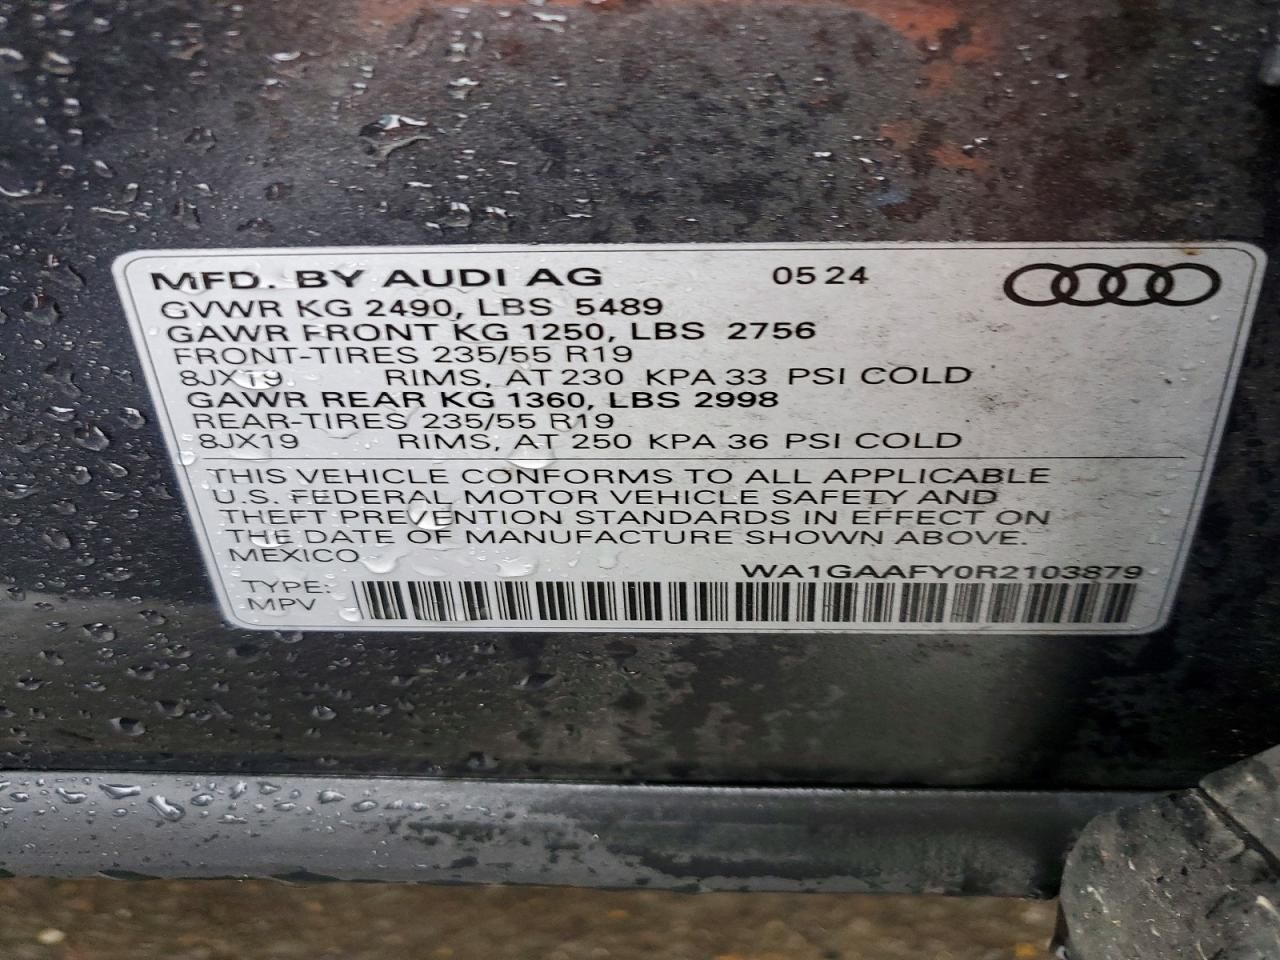 MFD. BY AUDI AG 05 24
GVWR KG 2490, LBS 5489
GAWR FRONT KG 1250, LBS 2756
FRONT-TIRES 235/55 R19
8JX19 RIMS, AT 230 KPA 33 PSI COLD
GAWR REAR KG 1360, LBS 2998
REAR-TIRES 235/55 R19
8JX19 RIMS, AT 250 KPA 36 PSI COLD
THIS VEHICLE CONFORMS TO ALL APPLICABLE
U.S. FEDERAL MOTOR VEHICLE SAFETY AND
THEFT PREVENTION STANDARDS IN EFFECT ON
THE DATE OF MANUFACTURE SHOWN ABOVE.
MEXICO
WA1GAAFY0R2103879
TYPE:
MPV